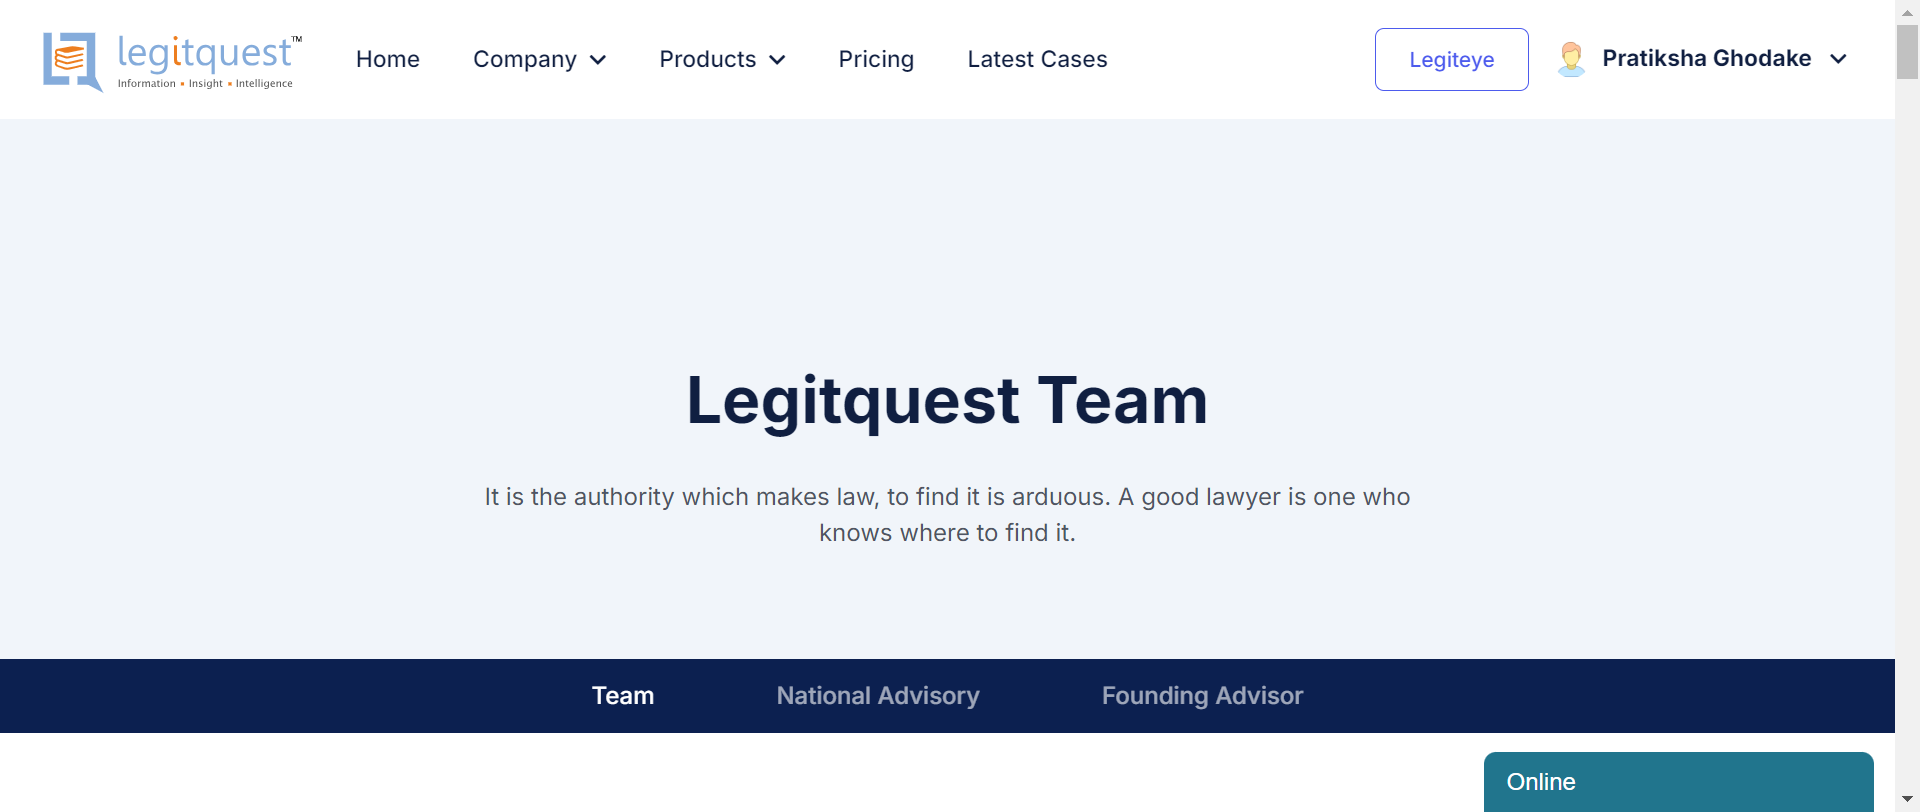 legitquest™
Information ▪ Insight ▪ Intelligence
Home
Company
Products
Pricing
Latest Cases
Legiteye
Pratiksha Ghodake
Legitquest Team
It is the authority which makes law, to find it is arduous. A good lawyer is one who
knows where to find it.
Team
National Advisory
Founding Advisor
Online